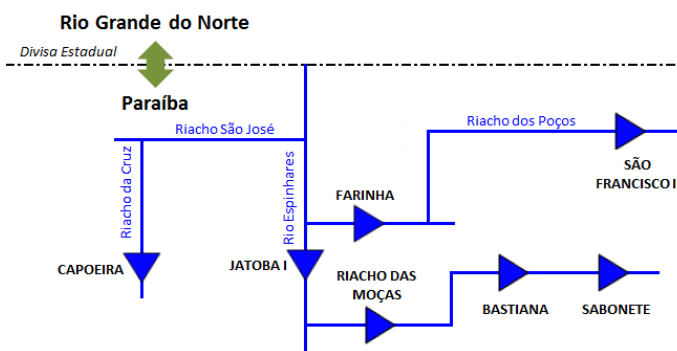 Rio Grande do Norte
Divisa Estadual
Paraíba
Riacho São José
Riacho dos Poços
Riacho da Cruz
Rio Espinhares
SÃO
FRANCISCO II
FARINHA
CAPOEIRA
JATOBA I
RIACHO DAS
MOÇAS
BASTIANA
SABONETE